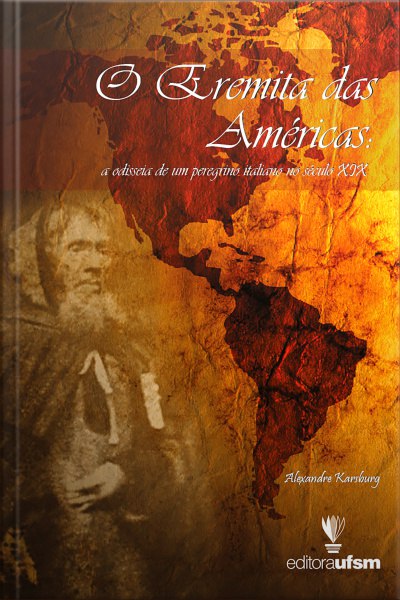 O Eremita das
Américas:
a odisseia de um peregrino italiano no século XIX
Alexandre Karsburg
editoraufsm